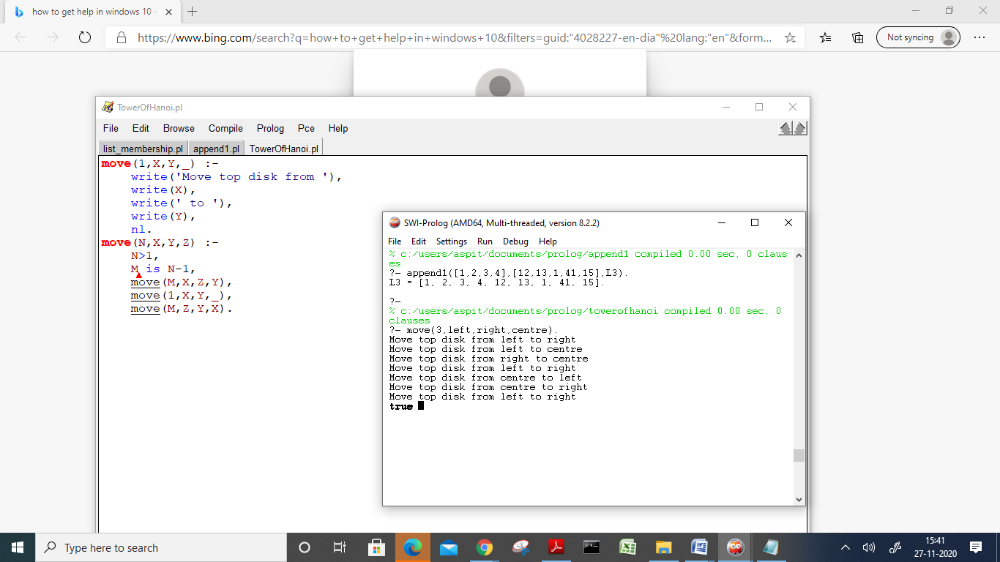 how to get help in windows 10 -
https://www.bing.com/search?q=how+to+get+help+in+windows+10&filters=guid:"4028227-en-dia"%20lang:"en"&form...
Not syncing
TowerOfHanoi.pl
File Edit Browse Compile Prolog Pce Help
list_membership.pl append1.pl TowerOfHanoi.pl
move(1,X,Y,_) :-
write('Move top disk from '),
write(X),
write(' to '),
write(Y),
nl.
move(N,X,Y,Z) :-
N>1,
M is N-1,
move(M,X,Z,Y),
move(1,X,Y,_),
move(M,Z,Y,X).
SWI-Prolog (AMD64, Multi-threaded, version 8.2.2)
File Edit Settings Run Debug Help
% c:/users/aspit/documents/prolog/append1 compiled 0.00 sec, 0 claus
es
?- append1([1,2,3,4],[12,13,1,41,15],L3).
L3 = [1, 2, 3, 4, 12, 13, 1, 41, 15].
?-
% c:/users/aspit/documents/prolog/towerofhanoi compiled 0.00 sec, 0
clauses
?- move(3,left,right,centre).
Move top disk from left to right
Move top disk from left to centre
Move top disk from right to centre
Move top disk from left to right
Move top disk from centre to left
Move top disk from centre to right
Move top disk from left to right
true
Type here to search
15:41
27-11-2020